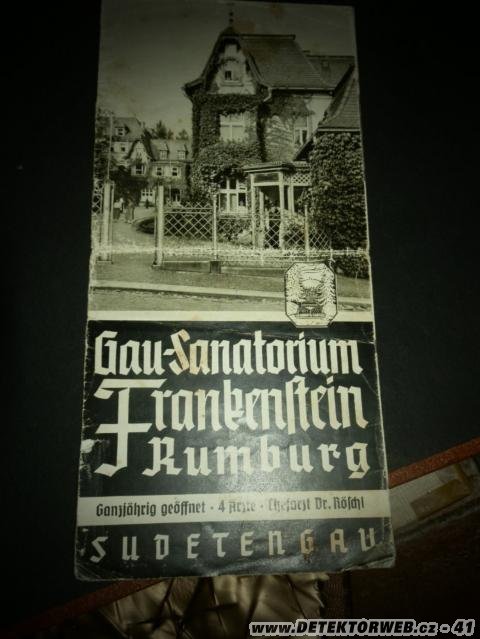 Gau-Sanatorium
Frankenstein
Rumburg
Ganzjährig geöffnet · 4 Ärzte · Chefarzt Dr. Röschl
SUDETENGAU
www.DETEKTORWEB.cz - 41